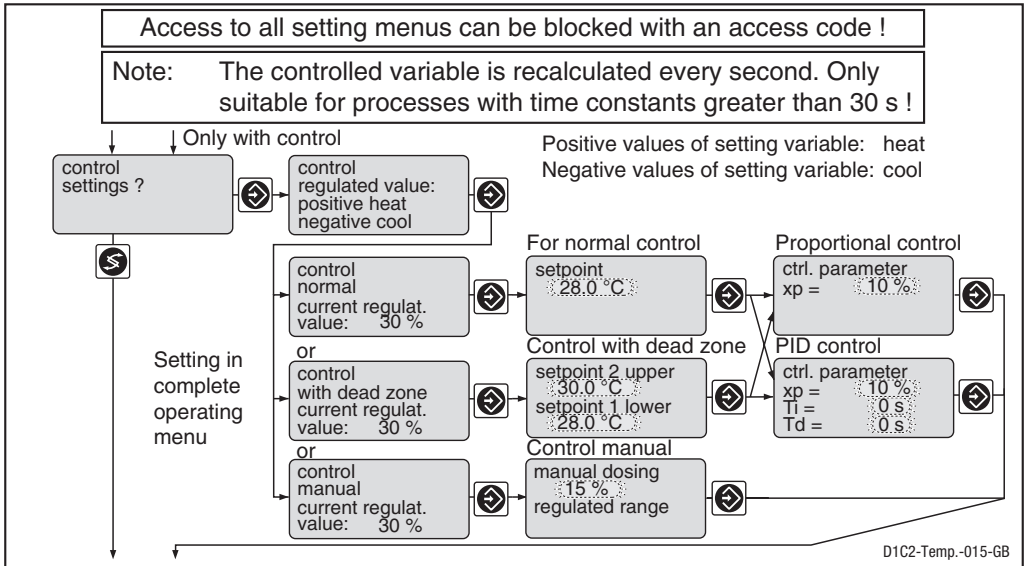 Access to all setting menus can be blocked with an access code !
Note: The controlled variable is recalculated every second. Only
suitable for processes with time constants greater than 30 s !
Only with control
Positive values of setting variable: heat
Negative values of setting variable: cool
control
settings ?
control
regulated value:
positive heat
negative cool
For normal control
Proportional control
control
normal
current regulat.
value: 30 %
setpoint
28.0 °C
ctrl. parameter
xp = 10 %
or
Control with dead zone
PID control
Setting in
complete
operating
menu
control
with dead zone
current regulat.
value: 30 %
setpoint 2 upper
30.0 °C
setpoint 1 lower
28.0 °C
ctrl. parameter
xp = 10 %
Ti = 0 s
Td = 0 s
or
Control manual
control
manual
current regulat.
value: 30 %
manual dosing
15 %
regulated range
D1C2-Temp.-015-GB